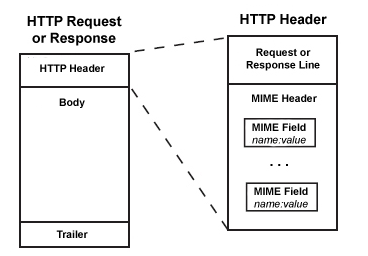 HTTP Request
or Response
HTTP Header
Body
Trailer
HTTP Header
Request or
Response Line
MIME Header
MIME Field
name:value
. . .
MIME Field
name:value